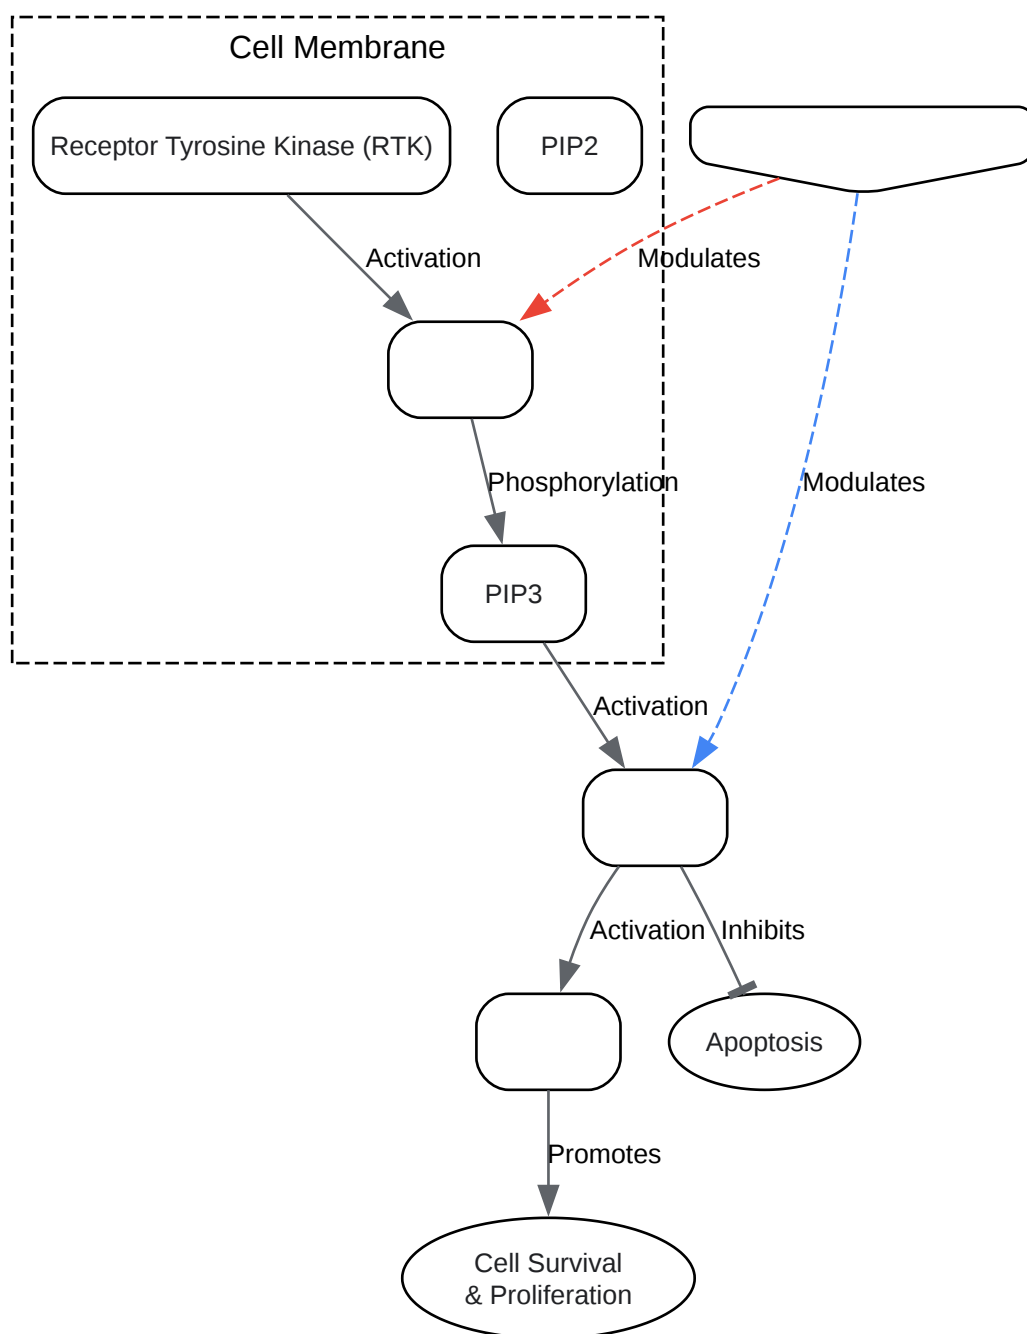 Cell Membrane
Receptor Tyrosine Kinase (RTK)
PIP2
Activation
Modulates
Phosphorylation
Modulates
PIP3
Activation
Activation
Inhibits
Apoptosis
Promotes
Cell Survival
& Proliferation